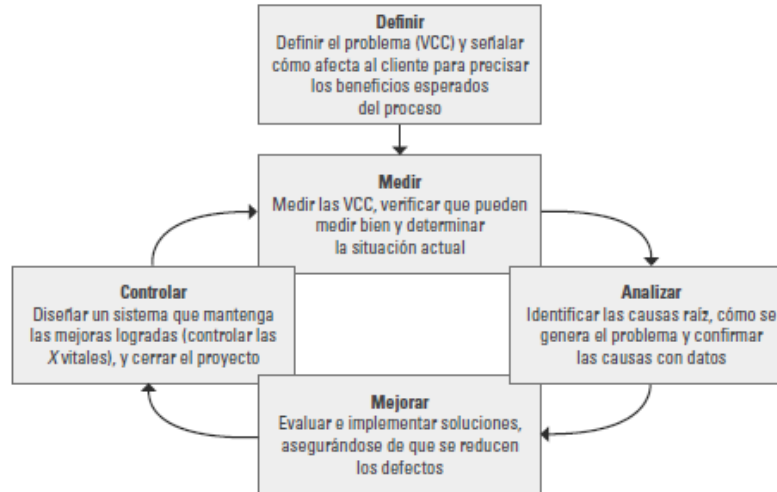 Definir
Definir el problema (VCC) y señalar
cómo afecta al cliente para precisar
los beneficios esperados
del proceso
Medir
Medir las VCC, verificar que pueden
medir bien y determinar
la situación actual
Controlar
Diseñar un sistema que mantenga
las mejoras logradas (controlar las
X vitales), y cerrar el proyecto
Analizar
Identificar las causas raíz, cómo se
genera el problema y confirmar
las causas con datos
Mejorar
Evaluar e implementar soluciones,
asegurándose de que se reducen
los defectos